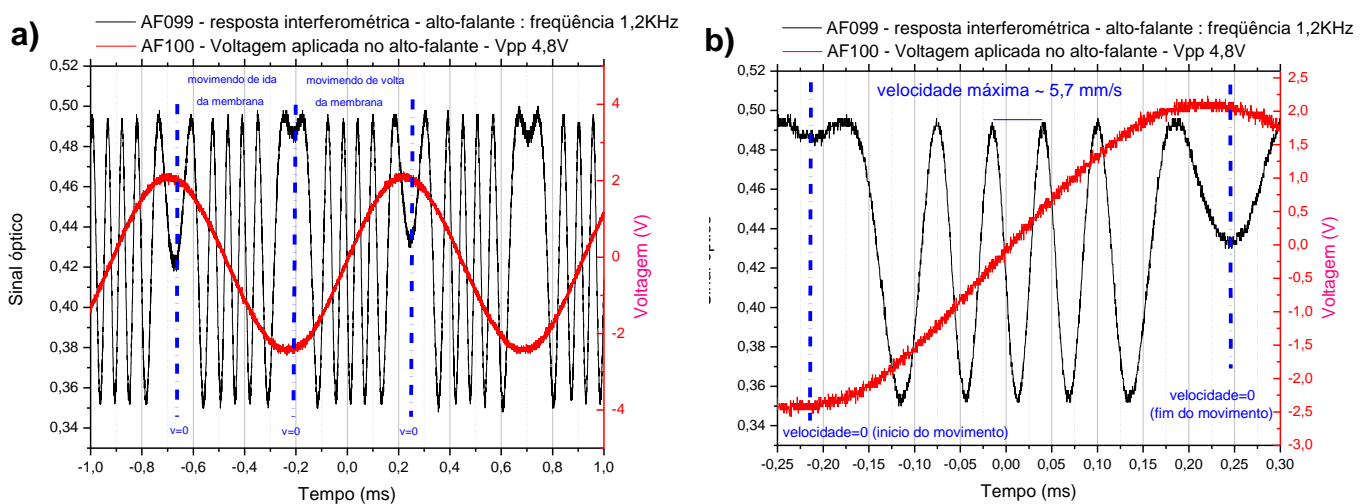 a)
AF099 - resposta interferométrica - alto-falante : freqüência 1,2KHz
AF100 - Voltagem aplicada no alto-falante - Vpp 4,8V
0,52
0,50
0,48
0,46
0,44
0,42
0,40
0,38
0,36
0,34
Sinal óptico
movimendo de ida
da membrana
movimendo de volta
da membrana
v=0
v=0
v=0
4
2
0
-2
-4
Voltagem (V)
-1,0 -0,8 -0,6 -0,4 -0,2 0,0 0,2 0,4 0,6 0,8 1,0
Tempo (ms)
b)
AF099 - resposta interferométrica - alto-falante : freqüência 1,2KHz
AF100 - Voltagem aplicada no alto-falante - Vpp 4,8V
0,52
0,50
0,48
0,46
0,44
0,42
0,40
0,38
0,36
0,34
velocidade máxima ~ 5,7 mm/s
velocidade=0 (inicio do movimento)
velocidade=0
(fim do movimento)
2,5
2,0
1,5
1,0
0,5
0,0
-0,5
-1,0
-1,5
-2,0
-2,5
-3,0
Voltagem (V)
-0,25 -0,20 -0,15 -0,10 -0,05 0,00 0,05 0,10 0,15 0,20 0,25 0,30
Tempo (ms)